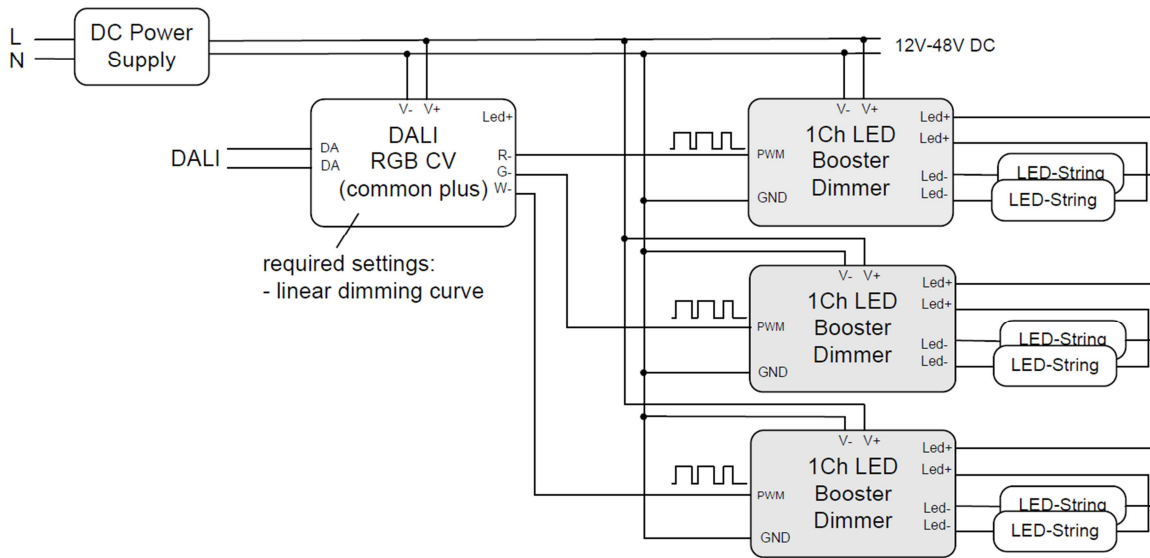 L
N
DC Power
Supply
12V-48V DC
V-
V+
Led+
DALI
RGB CV
(common plus)
DA
DA
R-
G-
W-
DALI
required settings:
- linear dimming curve
V-
V+
1Ch LED
Booster
Dimmer
PWM
GND
Led+
Led+
Led-
Led-
LED-String
LED-String
V-
V+
1Ch LED
Booster
Dimmer
PWM
GND
Led+
Led+
Led-
Led-
LED-String
LED-String
V-
V+
1Ch LED
Booster
Dimmer
PWM
GND
Led+
Led+
Led-
Led-
LED-String
LED-String